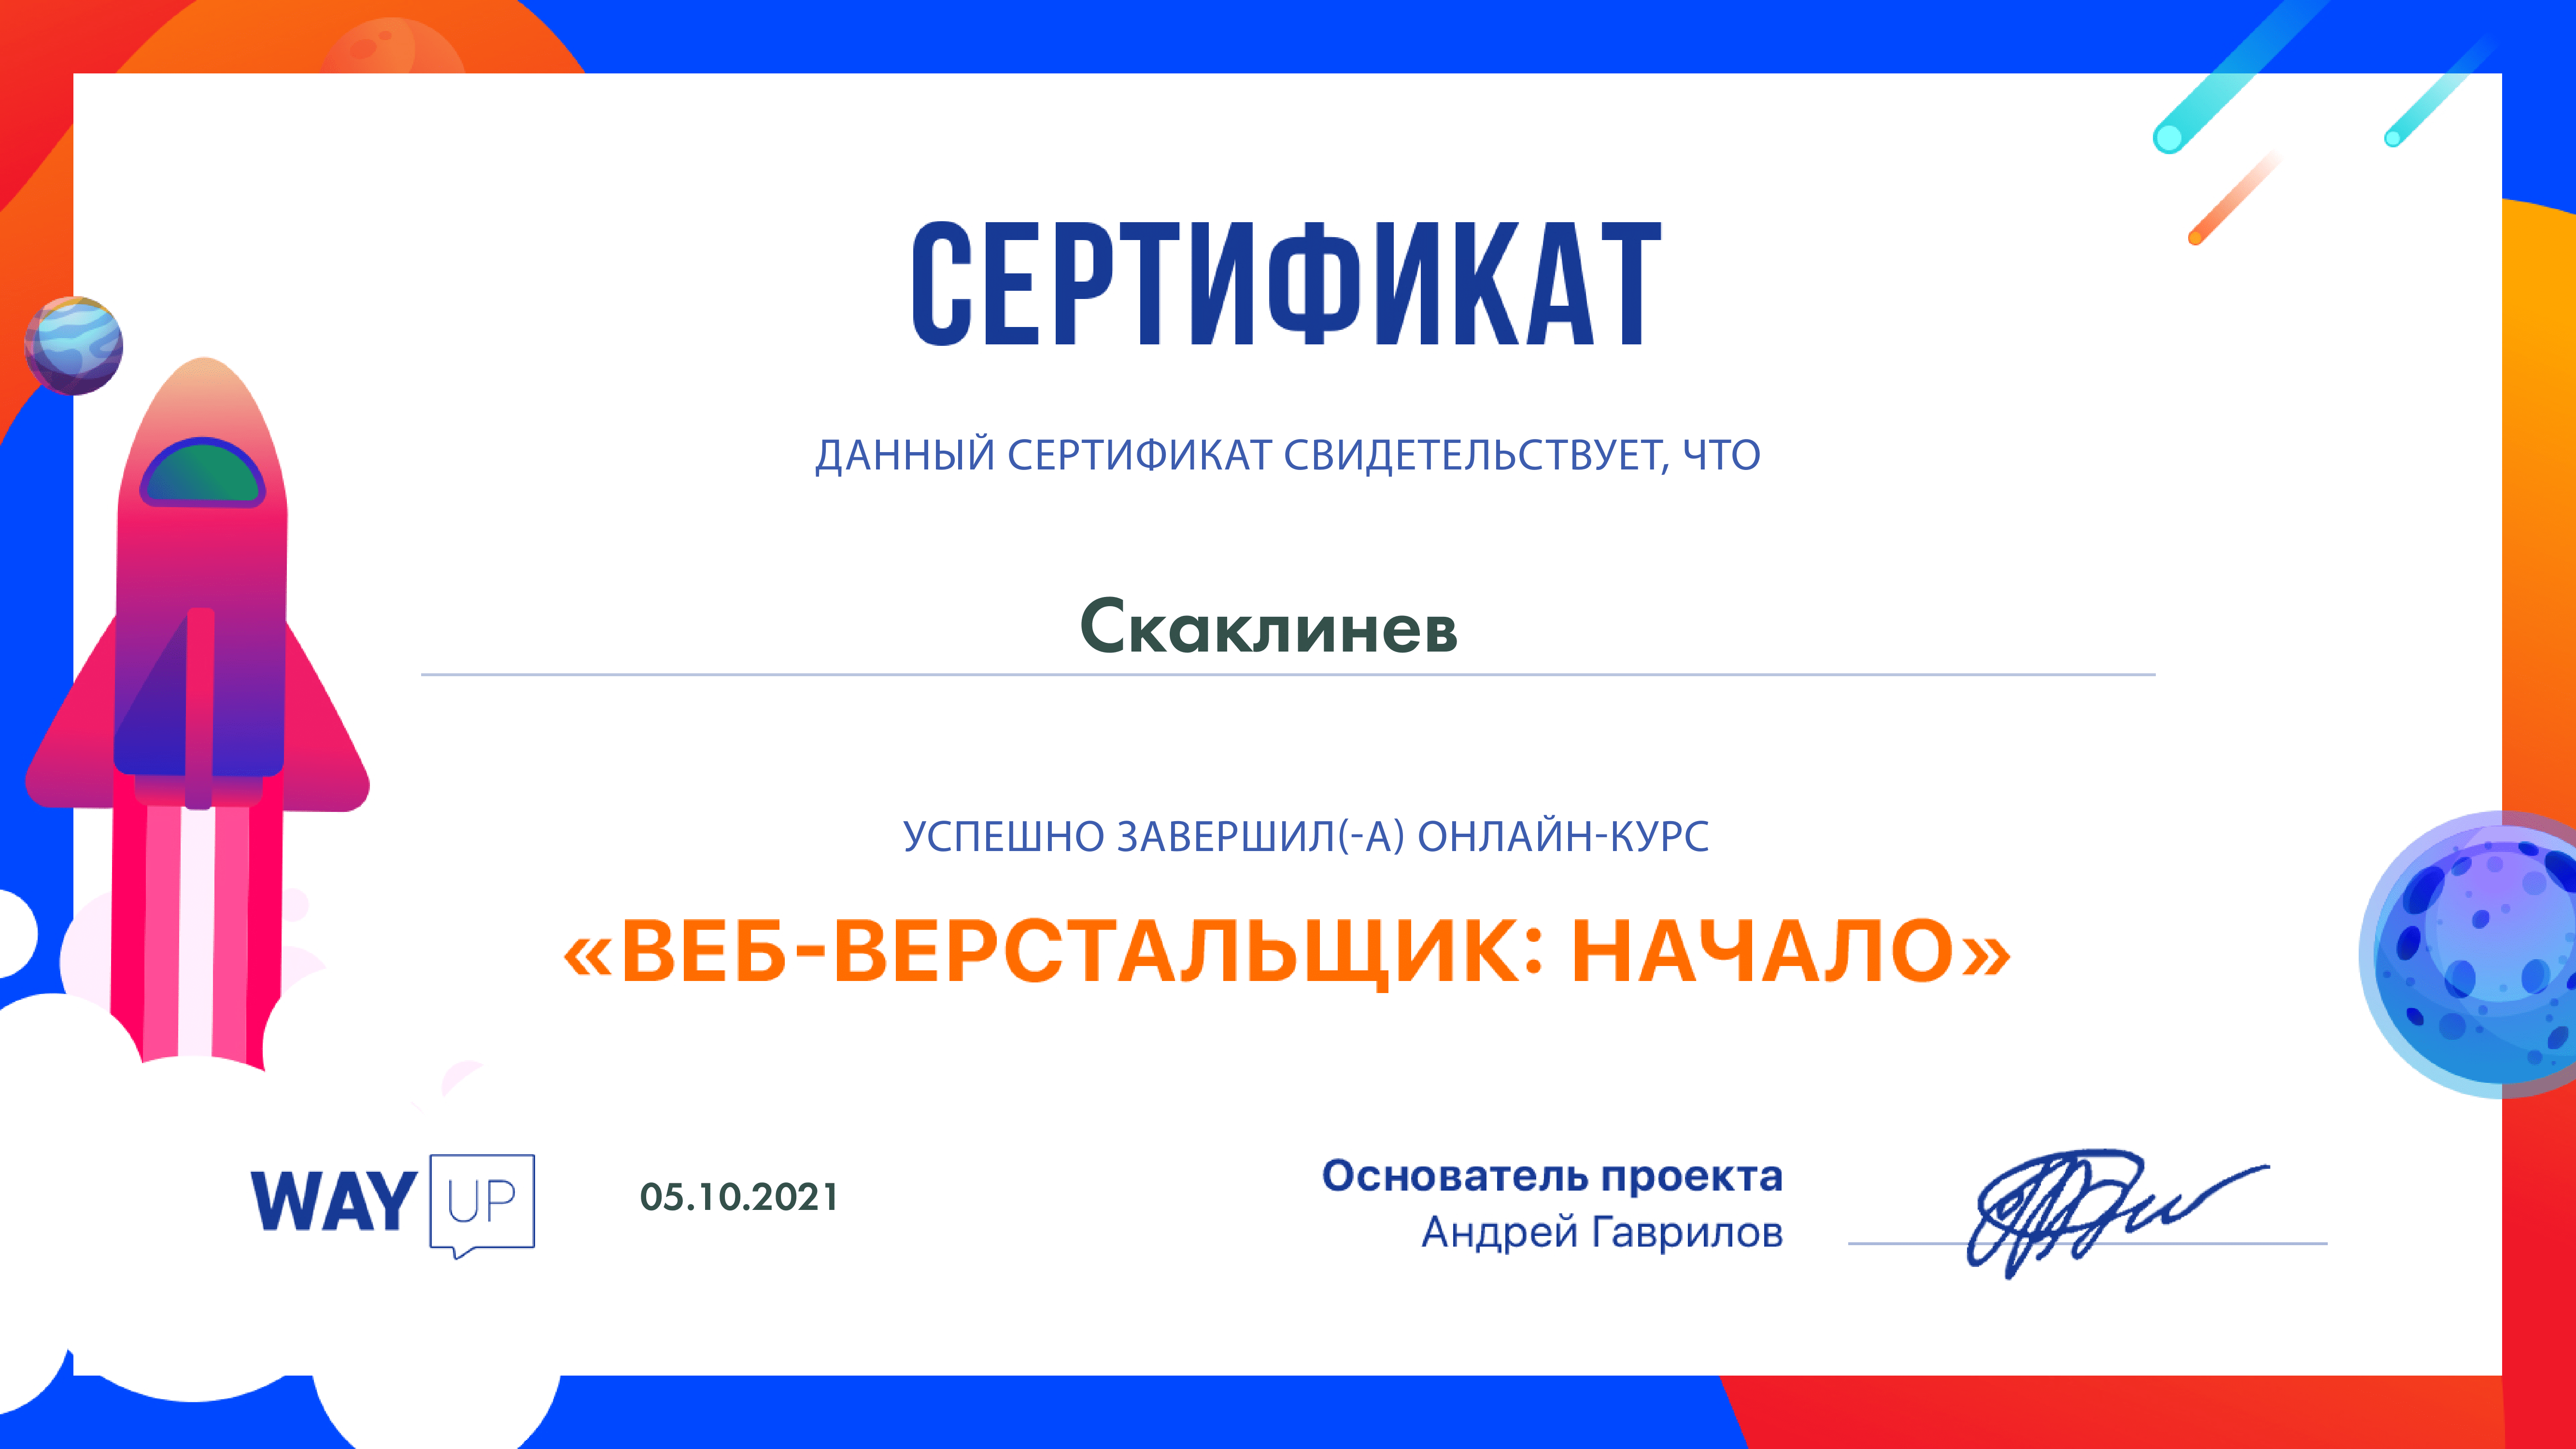 СЕРТИФИКАТ
ДАННЫЙ СЕРТИФИКАТ СВИДЕТЕЛЬСТВУЕТ, ЧТО
Скаклинев
УСПЕШНО ЗАВЕРШИЛ(-А) ОНЛАЙН-КУРС
«ВЕБ-ВЕРСТАЛЬЩИК: НАЧАЛО»
WAY UP
05.10.2021
Основатель проекта
Андрей Гаврилов